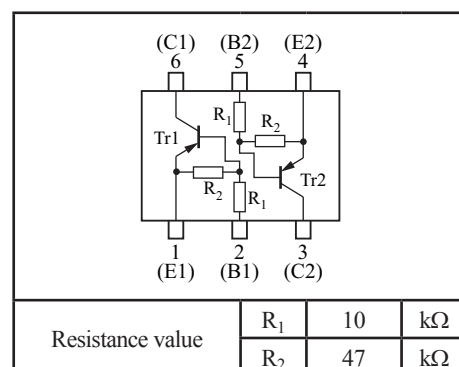 (C1) (B2) (E2)
6 5 4
R1
R2
Tr1
Tr2
R2
R1
1 2 3
(E1) (B1) (C2)
Resistance value R1 10 kΩ
R2 47 kΩ